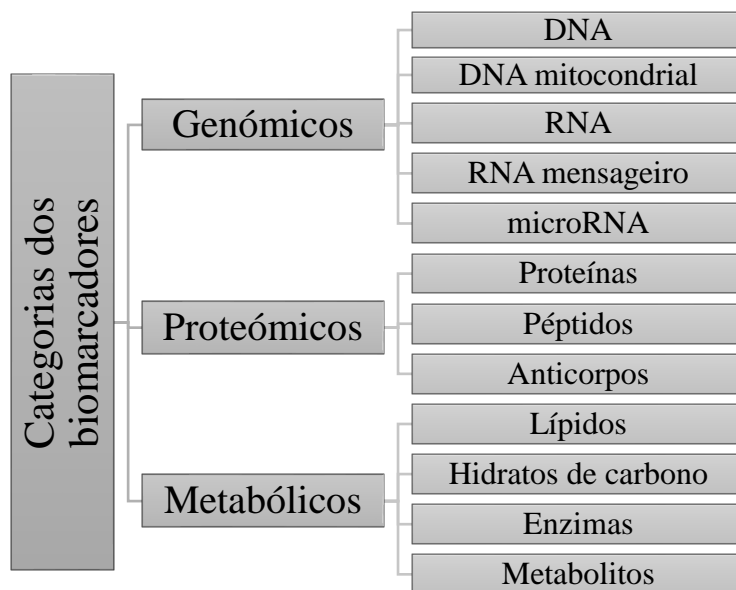 Categorias dos
biomarcadores
Genómicos
DNA
DNA mitocondrial
RNA
RNA mensageiro
microRNA
Proteómicos
Proteínas
Péptidos
Anticorpos
Metabólicos
Lípidos
Hidratos de carbono
Enzimas
Metabolitos